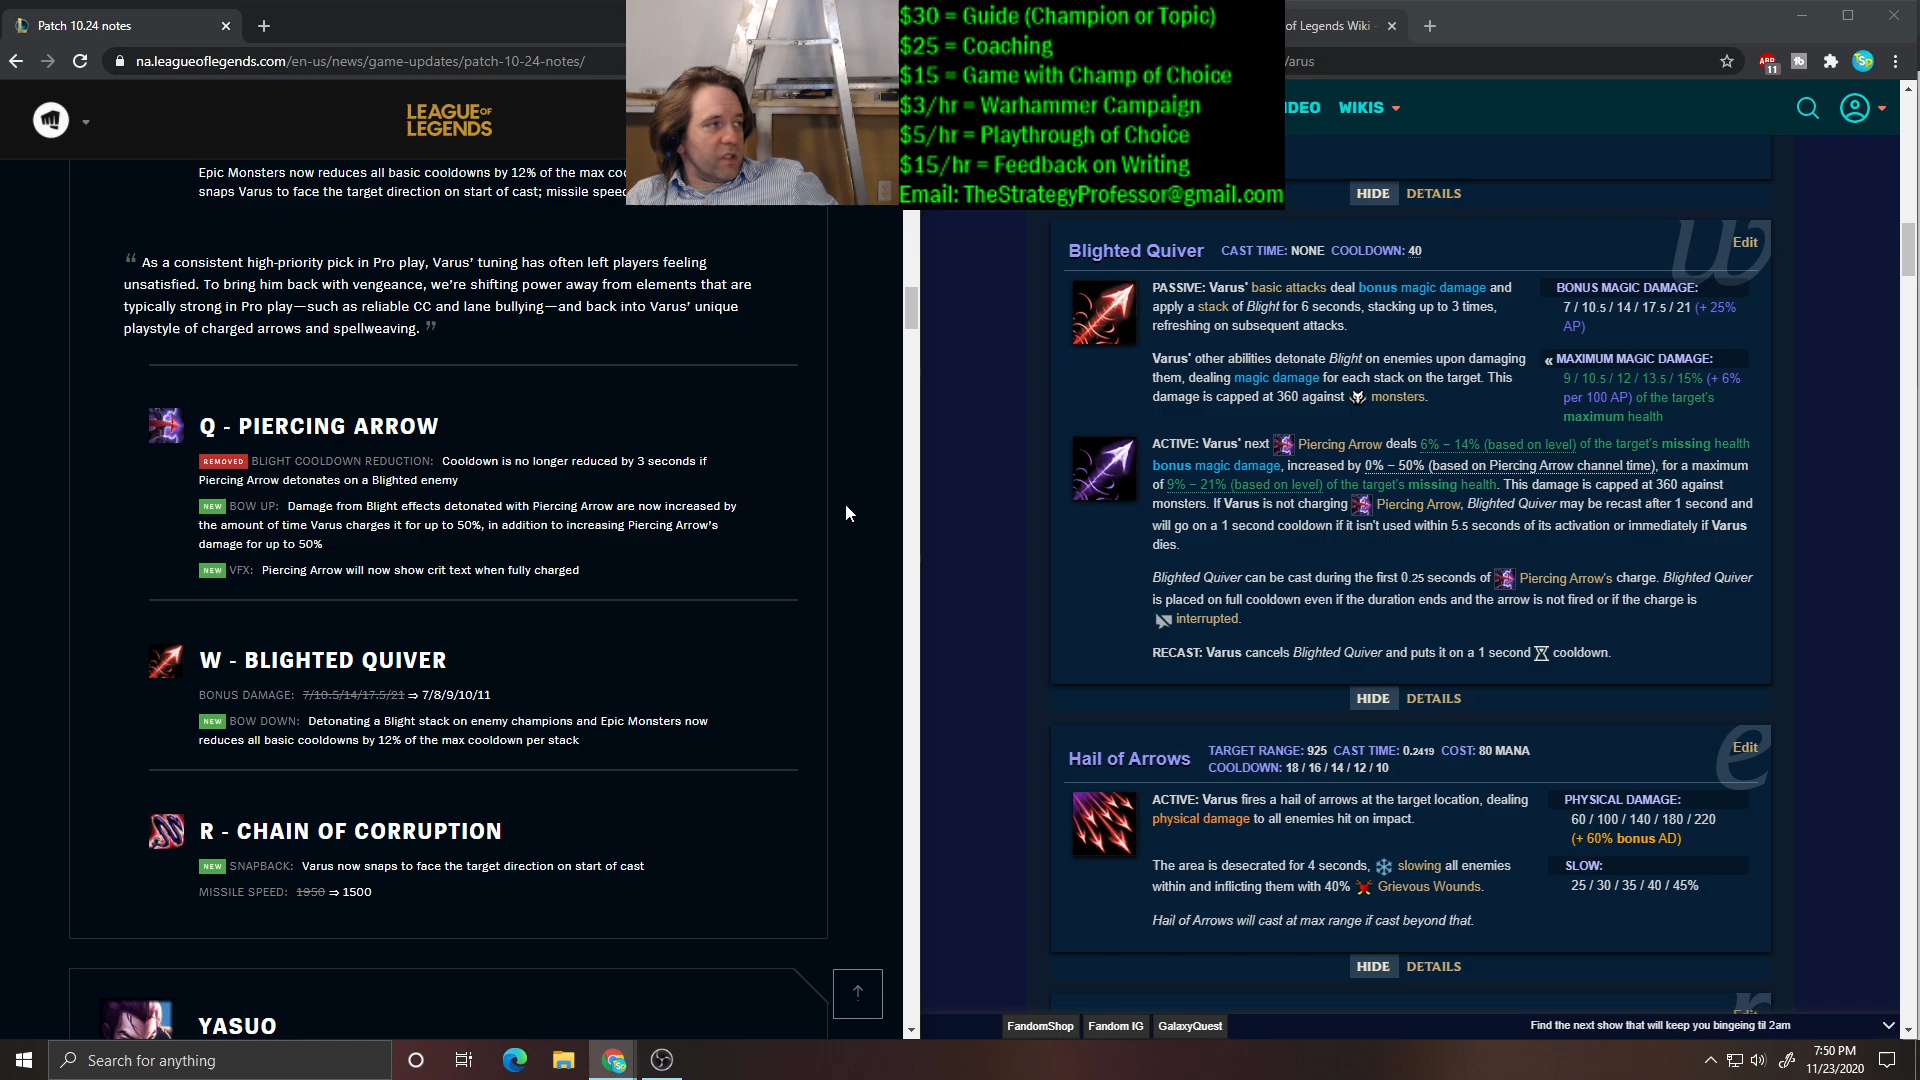 Patch 10.24 notes
na.leagueoflegends.com/en-us/news/game-updates/patch-10-24-notes/
LEAGUE OF
LEGENDS
Epic Monsters now reduces all basic cooldowns by 12% of the max co
snaps Varus to face the target direction on start of cast; missile speed
“ As a consistent high-priority pick in Pro play, Varus’ tuning has often left players feeling
unsatisfied. To bring him back with vengeance, we’re shifting power away from elements that are
typically strong in Pro play—such as reliable CC and lane bullying—and back into Varus’ unique
playstyle of charged arrows and spellweaving. ”
Q - PIERCING ARROW
REMOVED BLIGHT COOLDOWN REDUCTION: Cooldown is no longer reduced by 3 seconds if
Piercing Arrow detonates on a Blighted enemy
NEW BOW UP: Damage from Blight effects detonated with Piercing Arrow are now increased by
the amount of time Varus charges it for up to 50%, in addition to increasing Piercing Arrow’s
damage for up to 50%
NEW VFX: Piercing Arrow will now show crit text when fully charged
W - BLIGHTED QUIVER
BONUS DAMAGE: 7/10.5/14/17.5/21 ⇒ 7/8/9/10/11
NEW BOW DOWN: Detonating a Blight stack on enemy champions and Epic Monsters now
reduces all basic cooldowns by 12% of the max cooldown per stack
R - CHAIN OF CORRUPTION
NEW SNAPBACK: Varus now snaps to face the target direction on start of cast
MISSILE SPEED: 1950 ⇒ 1500
YASUO
$30 = Guide (Champion or Topic)
$25 = Coaching
$15 = Game with Champ of Choice
$3/hr = Warhammer Campaign
$5/hr = Playthrough of Choice
$15/hr = Feedback on Writing
Email: TheStrategyProfessor@gmail.com
of Legends Wiki
/Varus
ABP
11
IDEO WIKIS
HIDE DETAILS
w
Blighted Quiver CAST TIME: NONE COOLDOWN: 40
Edit
PASSIVE: Varus' basic attacks deal bonus magic damage and
apply a stack of Blight for 6 seconds, stacking up to 3 times,
refreshing on subsequent attacks.
BONUS MAGIC DAMAGE:
7 / 10.5 / 14 / 17.5 / 21 (+ 25%
AP)
Varus' other abilities detonate Blight on enemies upon damaging
them, dealing magic damage for each stack on the target. This
damage is capped at 360 against monsters.
« MAXIMUM MAGIC DAMAGE:
9 / 10.5 / 12 / 13.5 / 15% (+ 6%
per 100 AP) of the target's
maximum health
ACTIVE: Varus' next Piercing Arrow deals 6% − 14% (based on level) of the target's missing health
bonus magic damage, increased by 0% − 50% (based on Piercing Arrow channel time), for a maximum
of 9% − 21% (based on level) of the target's missing health. This damage is capped at 360 against
monsters. If Varus is not charging Piercing Arrow, Blighted Quiver may be recast after 1 second and
will go on a 1 second cooldown if it isn't used within 5.5 seconds of its activation or immediately if Varus
dies.
Blighted Quiver can be cast during the first 0.25 seconds of Piercing Arrow's charge. Blighted Quiver
is placed on full cooldown even if the duration ends and the arrow is not fired or if the charge is
interrupted.
RECAST: Varus cancels Blighted Quiver and puts it on a 1 second cooldown.
HIDE DETAILS
e
Hail of Arrows TARGET RANGE: 925 CAST TIME: 0.2419 COST: 80 MANA
COOLDOWN: 18 / 16 / 14 / 12 / 10
Edit
ACTIVE: Varus fires a hail of arrows at the target location, dealing
physical damage to all enemies hit on impact.
PHYSICAL DAMAGE:
60 / 100 / 140 / 180 / 220
(+ 60% bonus AD)
The area is desecrated for 4 seconds, slowing all enemies
within and inflicting them with 40% Grievous Wounds.
SLOW:
25 / 30 / 35 / 40 / 45%
Hail of Arrows will cast at max range if cast beyond that.
HIDE DETAILS
r
FandomShop Fandom IG GalaxyQuest
Find the next show that will keep you bingeing til 2am
Search for anything
7:50 PM
11/23/2020